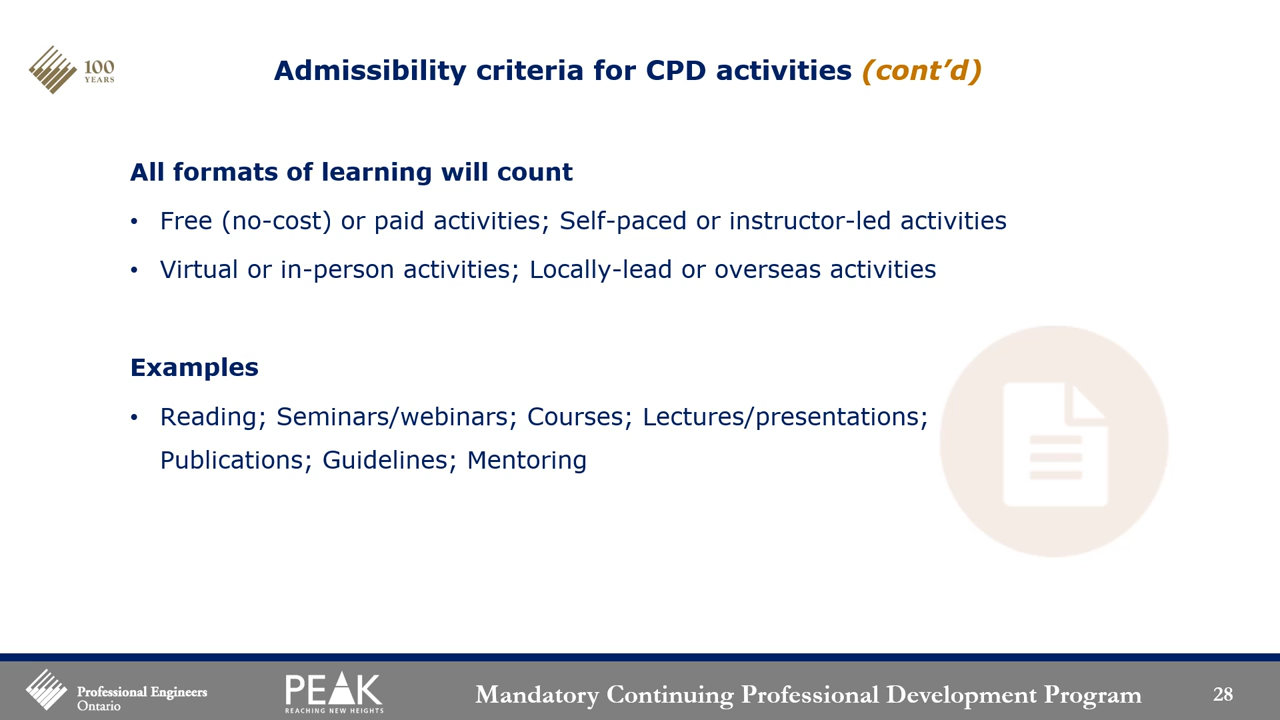 100
YEARS
Admissibility criteria for CPD activities (cont’d)
All formats of learning will count
• Free (no-cost) or paid activities; Self-paced or instructor-led activities
• Virtual or in-person activities; Locally-lead or overseas activities
Examples
• Reading; Seminars/webinars; Courses; Lectures/presentations;
Publications; Guidelines; Mentoring
Professional Engineers
Ontario
PEAK
REACHING NEW HEIGHTS
Mandatory Continuing Professional Development Program
28